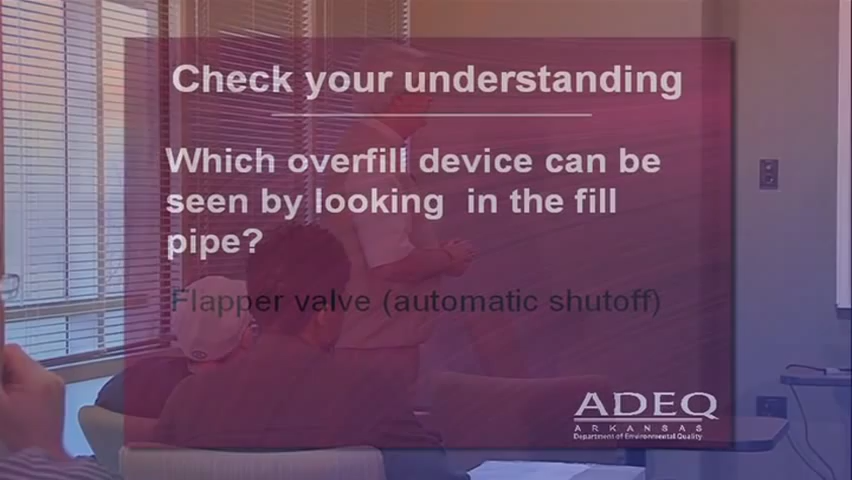 Check your understanding
Which overfill device can be
seen by looking in the fill
pipe?
Flapper valve (automatic shutoff)
ADEQ
ARKANSAS
Department of Environmental Quality